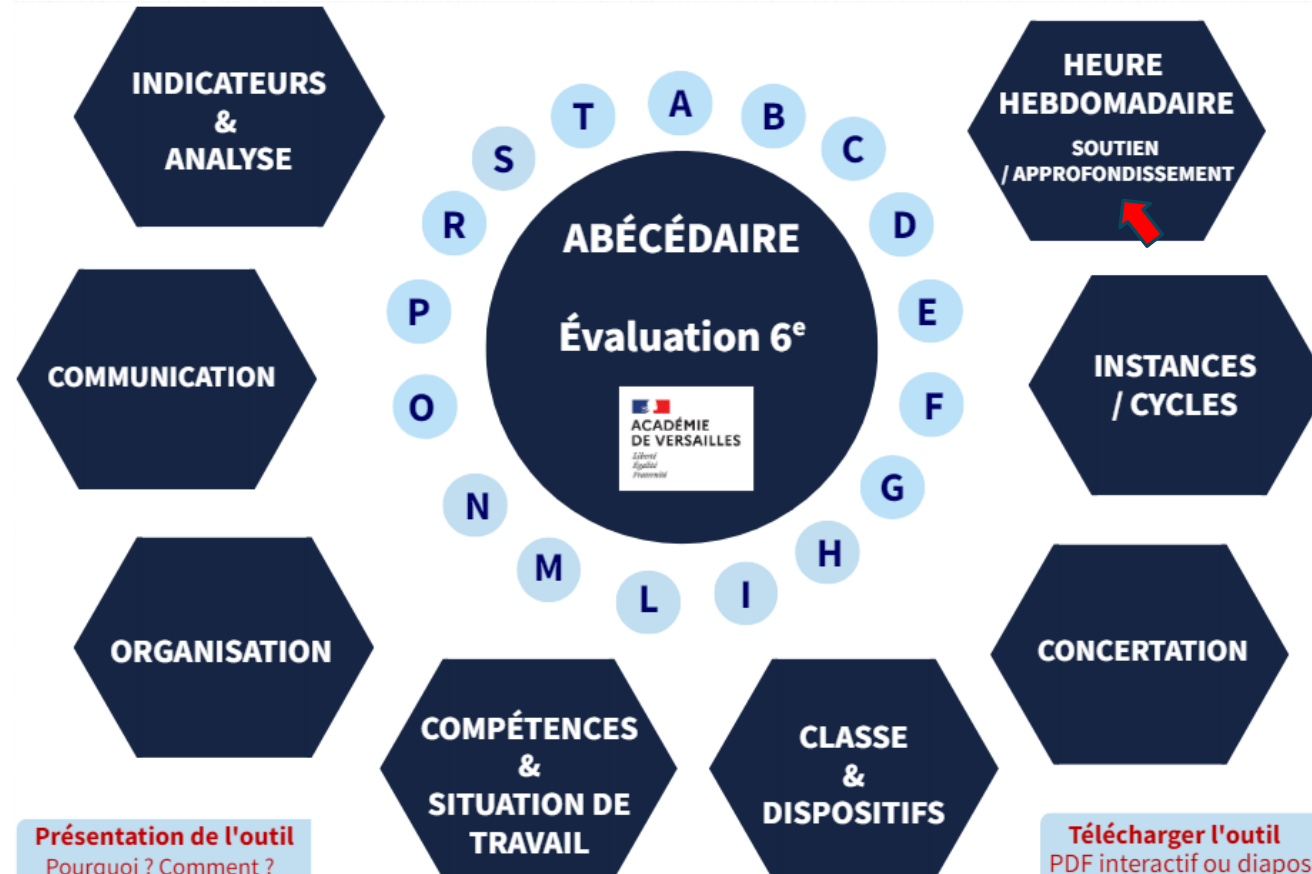 INDICATEURS
&
ANALYSE
COMMUNICATION
ORGANISATION
COMPÉTENCES
&
SITUATION DE
TRAVAIL
CLASSE
&
DISPOSITIFS
CONCERTATION
INSTANCES
/ CYCLES
HEURE
HEBDOMADAIRE
SOUTIEN
/ APPROFONDISSEMENT
A
B
C
D
E
F
G
H
I
L
M
N
O
P
R
S
T
ABÉCÉDAIRE
Évaluation 6e
ACADÉMIE
DE VERSAILLES
Liberté
Égalité
Fraternité
Présentation de l'outil
Pourquoi ? Comment ?
Télécharger l'outil
PDF interactif ou diapos